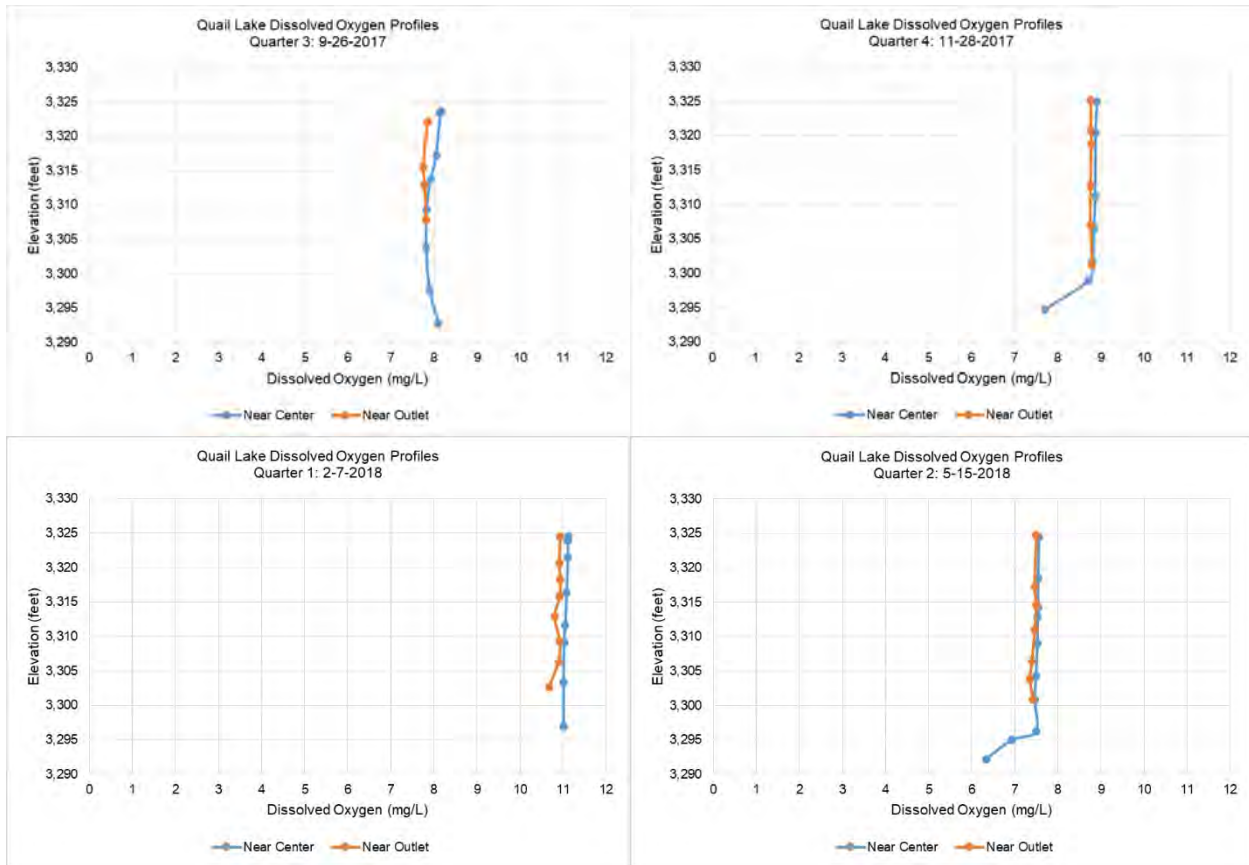 Quail Lake Dissolved Oxygen Profiles
Quarter 3: 9-26-2017
3,330
3,325
3,320
3,315
3,310
3,305
3,300
3,295
3,290
Elevation (feet)
0 1 2 3 4 5 6 7 8 9 10 11 12
Dissolved Oxygen (mg/L)
Near Center Near Outlet
Quail Lake Dissolved Oxygen Profiles
Quarter 4: 11-28-2017
3,330
3,325
3,320
3,315
3,310
3,305
3,300
3,295
3,290
Elevation (feet)
0 1 2 3 4 5 6 7 8 9 10 11 12
Dissolved Oxygen (mg/L)
Near Center Near Outlet
Quail Lake Dissolved Oxygen Profiles
Quarter 1: 2-7-2018
3,330
3,325
3,320
3,315
3,310
3,305
3,300
3,295
3,290
Elevation (feet)
0 1 2 3 4 5 6 7 8 9 10 11 12
Dissolved Oxygen (mg/L)
Near Center Near Outlet
Quail Lake Dissolved Oxygen Profiles
Quarter 2: 5-15-2018
3,330
3,325
3,320
3,315
3,310
3,305
3,300
3,295
3,290
Elevation (feet)
0 1 2 3 4 5 6 7 8 9 10 11 12
Dissolved Oxygen (mg/L)
Near Center Near Outlet